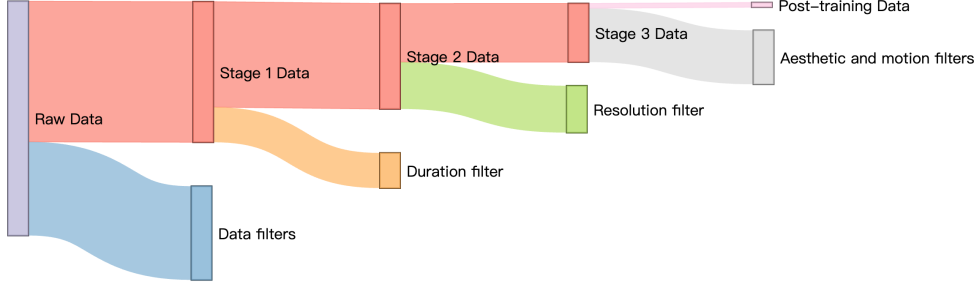 Post-training Data
Stage 3 Data
Aesthetic and motion filters
Stage 2 Data
Stage 1 Data
Resolution filter
Raw Data
Duration filter
Data filters